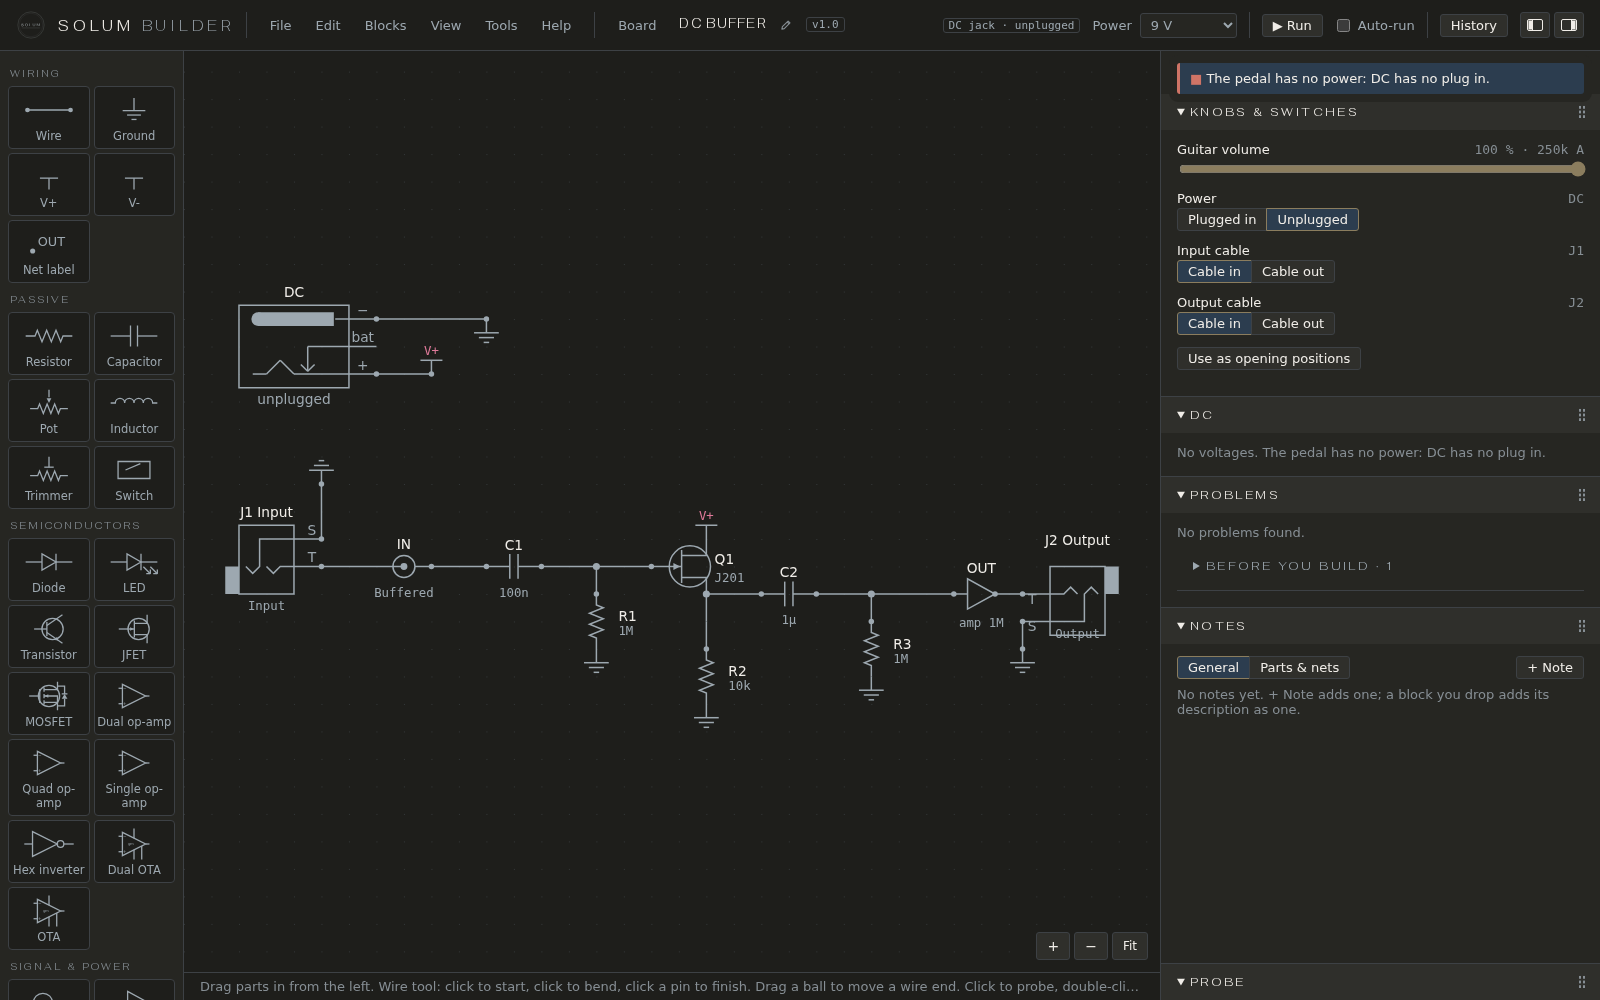 SOLUM BUILDER
File Edit Blocks View Tools Help
Board DC BUFFER v1.0
DC jack · unplugged Power 9 V ▶ Run Auto-run History
WIRING
Wire Ground
V+ V-
OUT
Net label
PASSIVE
Resistor Capacitor
Pot Inductor
Trimmer Switch
SEMICONDUCTORS
Diode LED
Transistor JFET
MOSFET Dual op-amp
Quad op-amp Single op-amp
Hex inverter Dual OTA
OTA
SIGNAL & POWER
DC
−
bat
+
V+
unplugged
J1 Input
S
T
Input
IN
Buffered
C1
100n
R1
1M
V+
Q1
J201
R2
10k
C2
1µ
R3
1M
OUT
amp 1M
J2 Output
T
S
Output
+ − Fit
Drag parts in from the left. Wire tool: click to start, click to bend, click a pin to finish. Drag a ball to move a wire end. Click to probe, double-cli…
The pedal has no power: DC has no plug in.
KNOBS & SWITCHES
Guitar volume 100 % · 250k A
Power DC
Plugged in Unplugged
Input cable J1
Cable in Cable out
Output cable J2
Cable in Cable out
Use as opening positions
DC
No voltages. The pedal has no power: DC has no plug in.
PROBLEMS
No problems found.
BEFORE YOU BUILD · 1
NOTES
General Parts & nets + Note
No notes yet. + Note adds one; a block you drop adds its
description as one.
PROBE